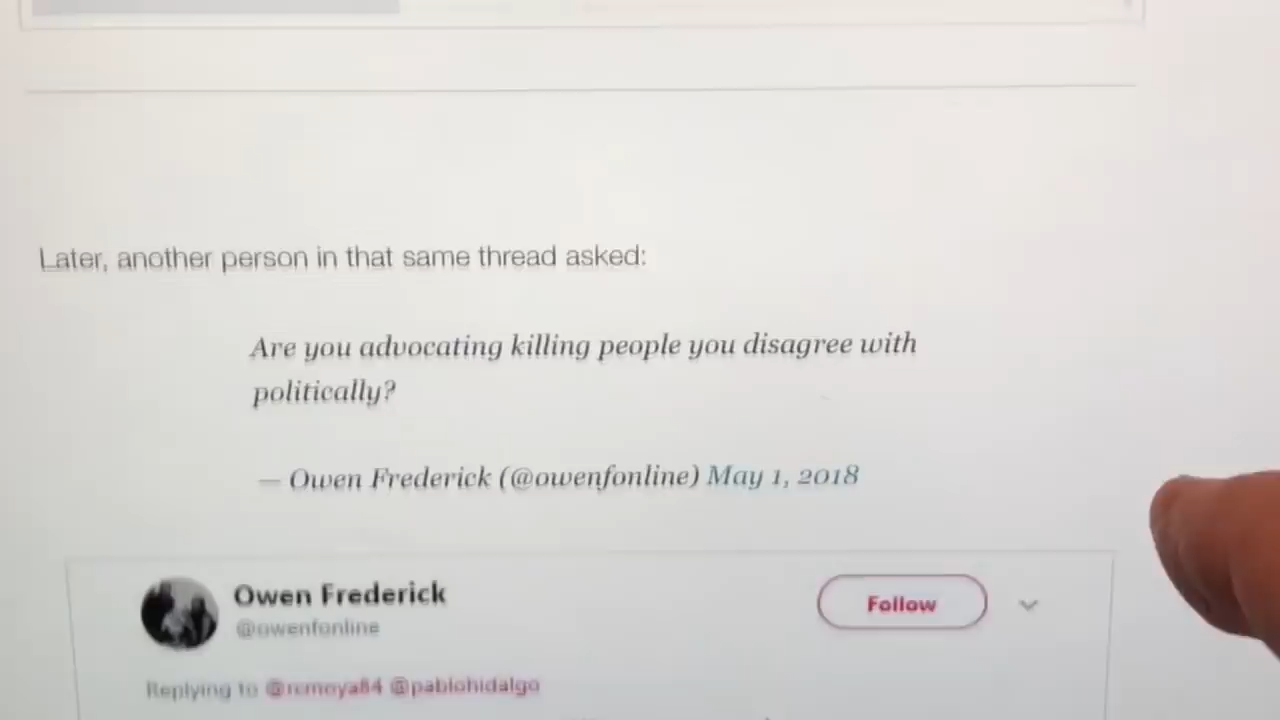 Later, another person in that same thread asked:
Are you advocating killing people you disagree with
politically?
— Owen Frederick (@owenfonline) May 1, 2018
Owen Frederick
Follow
@owenfonline
Replying to @rcmoya84 @pablohidalgo